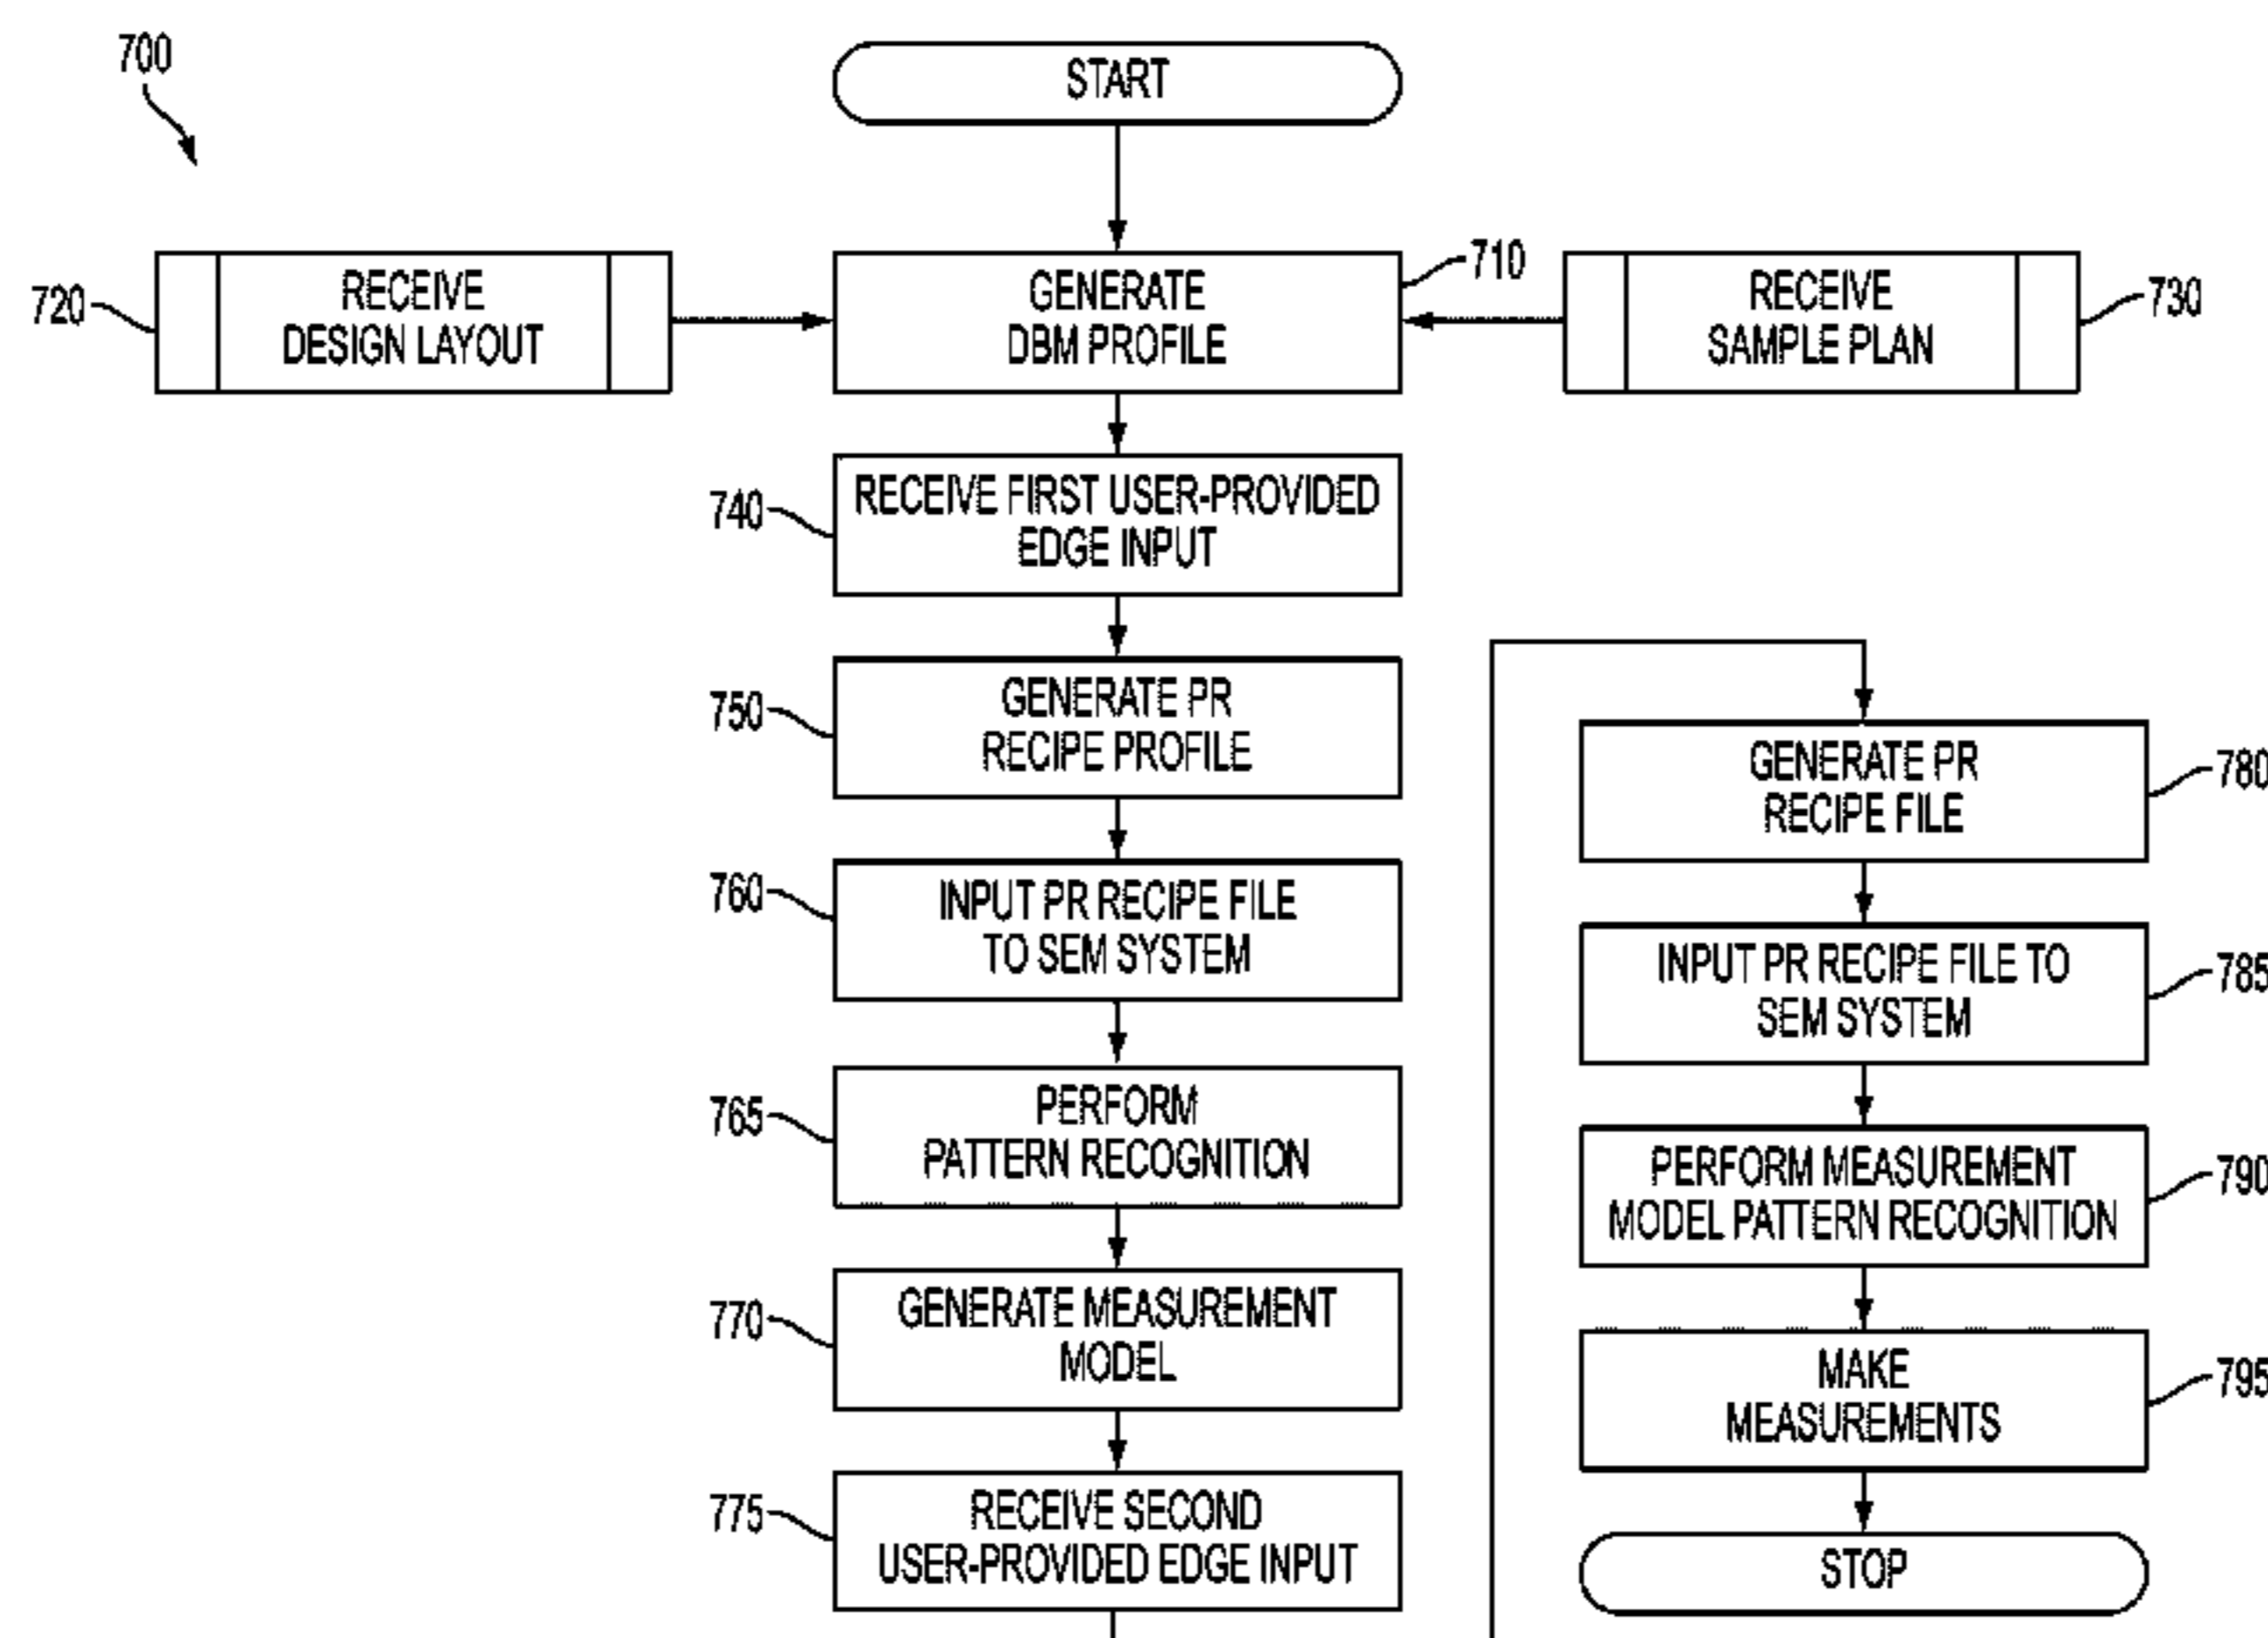 700
START
720
RECEIVE
DESIGN LAYOUT
GENERATE
DBM PROFILE
710
RECEIVE
SAMPLE PLAN
730
740
RECEIVE FIRST USER-PROVIDED
EDGE INPUT
750
GENERATE PR
RECIPE PROFILE
760
INPUT PR RECIPE FILE
TO SEM SYSTEM
765
PERFORM
PATTERN RECOGNITION
770
GENERATE MEASUREMENT
MODEL
775
RECEIVE SECOND
USER-PROVIDED EDGE INPUT
GENERATE PR
RECIPE FILE
780
INPUT PR RECIPE FILE TO
SEM SYSTEM
785
PERFORM MEASUREMENT
MODEL PATTERN RECOGNITION
790
MAKE
MEASUREMENTS
795
STOP